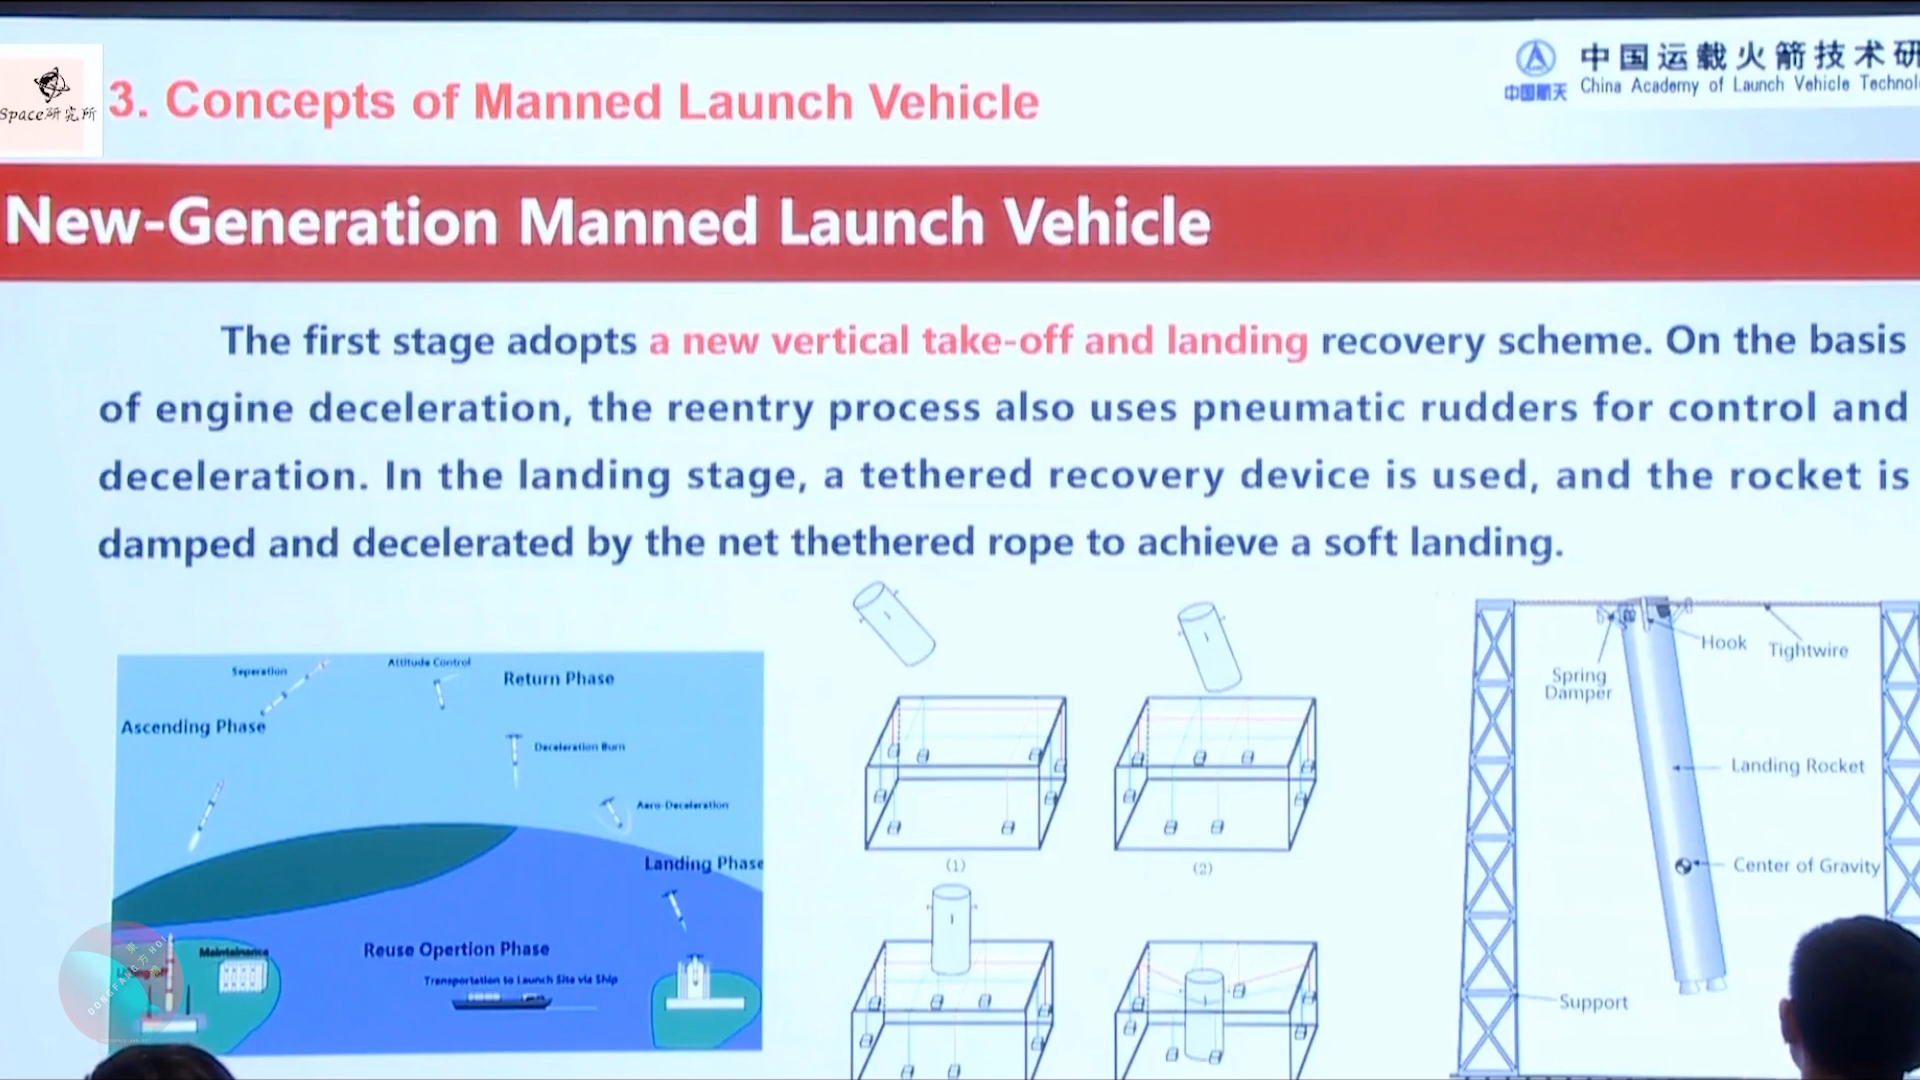 Space研究所
3. Concepts of Manned Launch Vehicle
中国航天
中国运载火箭技术研
China Academy of Launch Vehicle Technol
New-Generation Manned Launch Vehicle
The first stage adopts a new vertical take-off and landing recovery scheme. On the basis
of engine deceleration, the reentry process also uses pneumatic rudders for control and
deceleration. In the landing stage, a tethered recovery device is used, and the rocket is
damped and decelerated by the net thethered rope to achieve a soft landing.
Separation
Attitude Control
Return Phase
Ascending Phase
Deceleration Burn
Aero-Deceleration
Landing Phase
Maintainance
Reuse Opertion Phase
Transportation to Launch Site via Ship
東方
DONGFANG HOI
(1)
(2)
Hook
Tightwire
Spring
Damper
Landing Rocket
Center of Gravity
Support